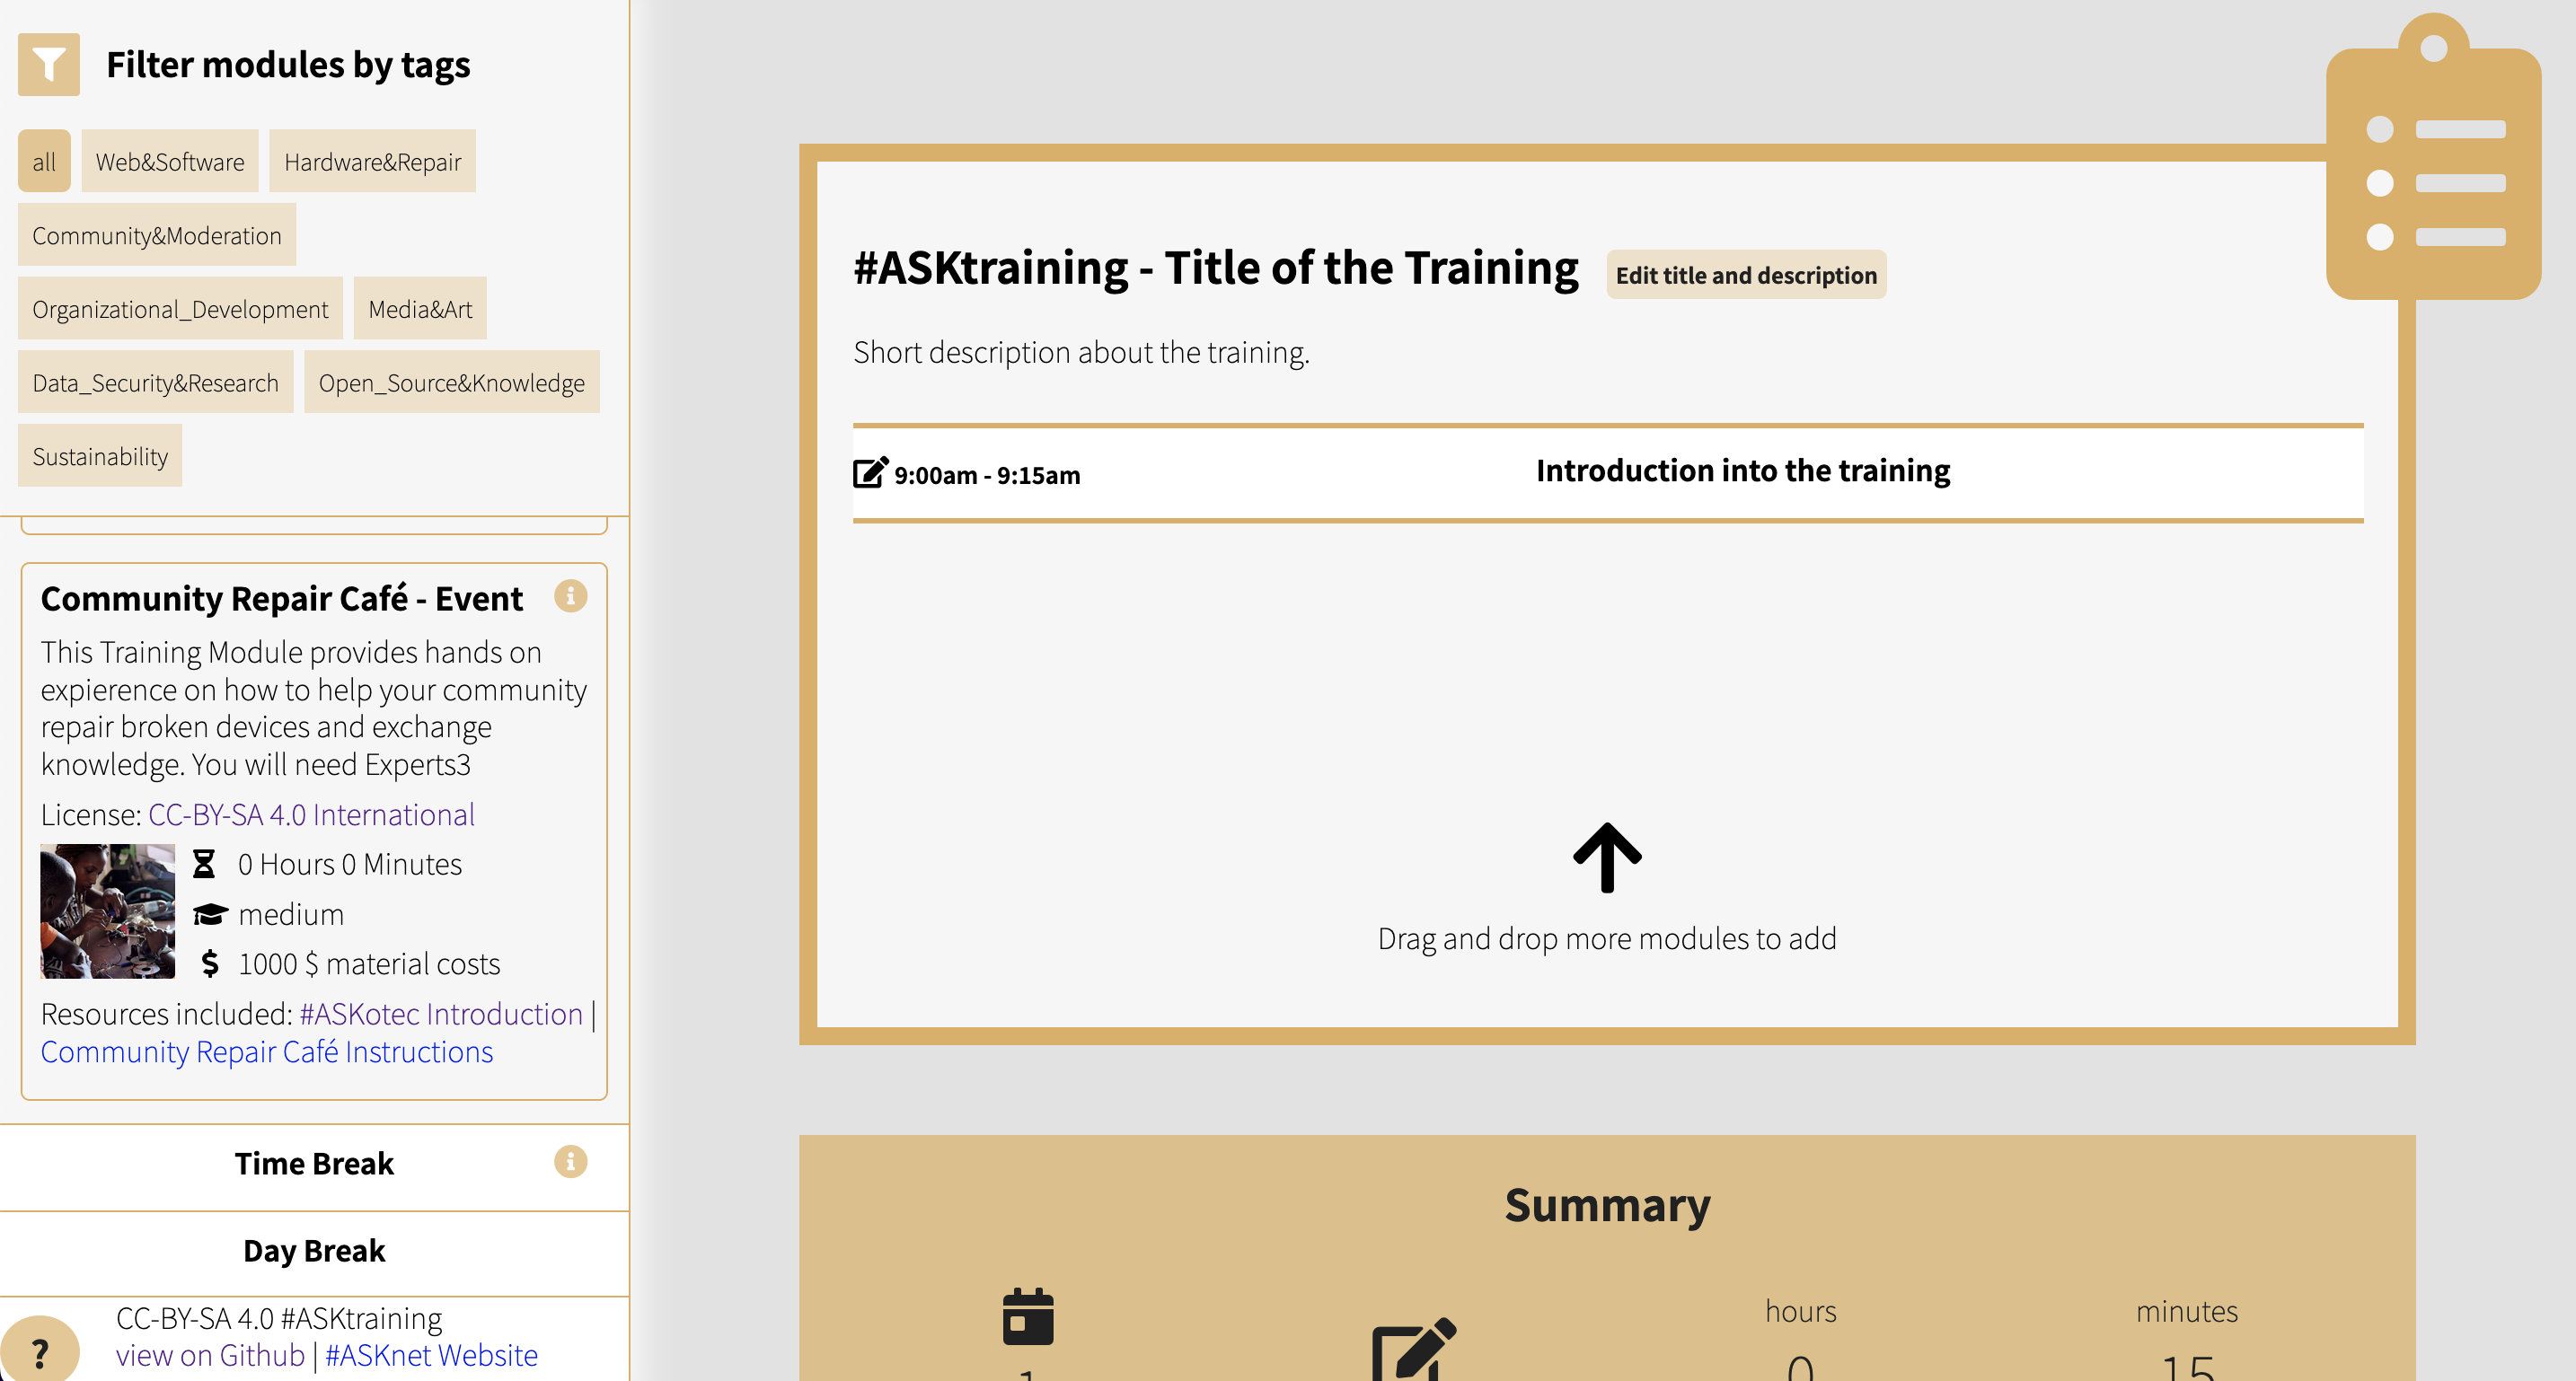 Filter modules by tags
all Web&Software Hardware&Repair
Community&Moderation
Organizational_Development Media&Art
Data_Security&Research Open_Source&Knowledge
Sustainability
Community Repair Café - Event
This Training Module provides hands on
expierence on how to help your community
repair broken devices and exchange
knowledge. You will need Experts3
License: CC-BY-SA 4.0 International
0 Hours 0 Minutes
medium
$ 1000 $ material costs
Resources included: #ASKotec Introduction |
Community Repair Café Instructions
Time Break
Day Break
? CC-BY-SA 4.0 #ASKtraining
view on Github | #ASKnet Website
#ASKtraining - Title of the Training Edit title and description
Short description about the training.
9:00am - 9:15am Introduction into the training
Drag and drop more modules to add
Summary
hours minutes
1 0 15